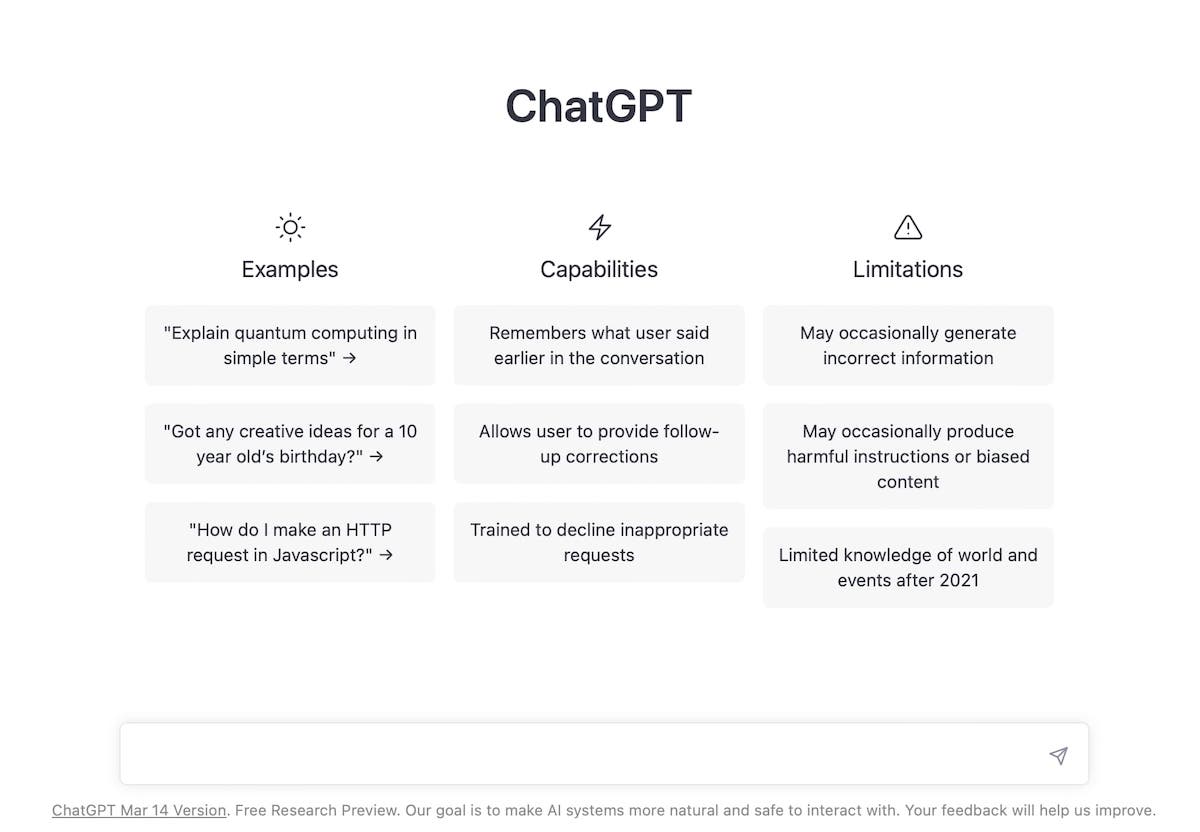 ChatGPT
Examples
"Explain quantum computing in
simple terms" →
"Got any creative ideas for a 10
year old's birthday?" →
"How do I make an HTTP
request in Javascript?" →
Capabilities
Remembers what user said
earlier in the conversation
Allows user to provide follow-
up corrections
Trained to decline inappropriate
requests
Limitations
May occasionally generate
incorrect information
May occasionally produce
harmful instructions or biased
content
Limited knowledge of world and
events after 2021
ChatGPT Mar 14 Version. Free Research Preview. Our goal is to make AI systems more natural and safe to interact with. Your feedback will help us improve.